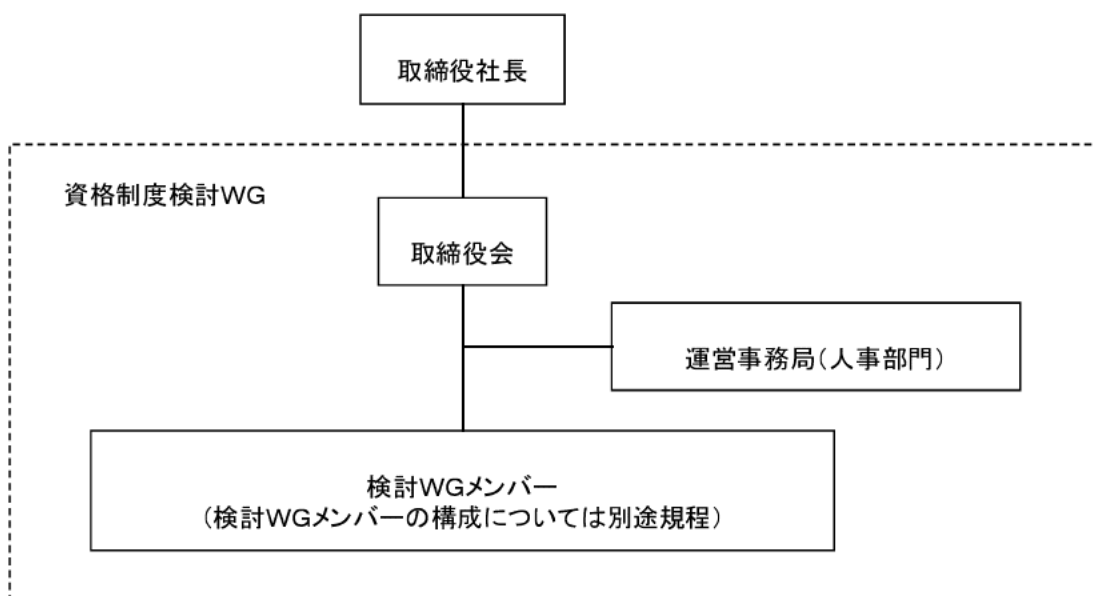 取締役社長
資格制度検討WG
取締役会
運営事務局(人事部門)
検討WGメンバー
(検討WGメンバーの構成については別途規程)